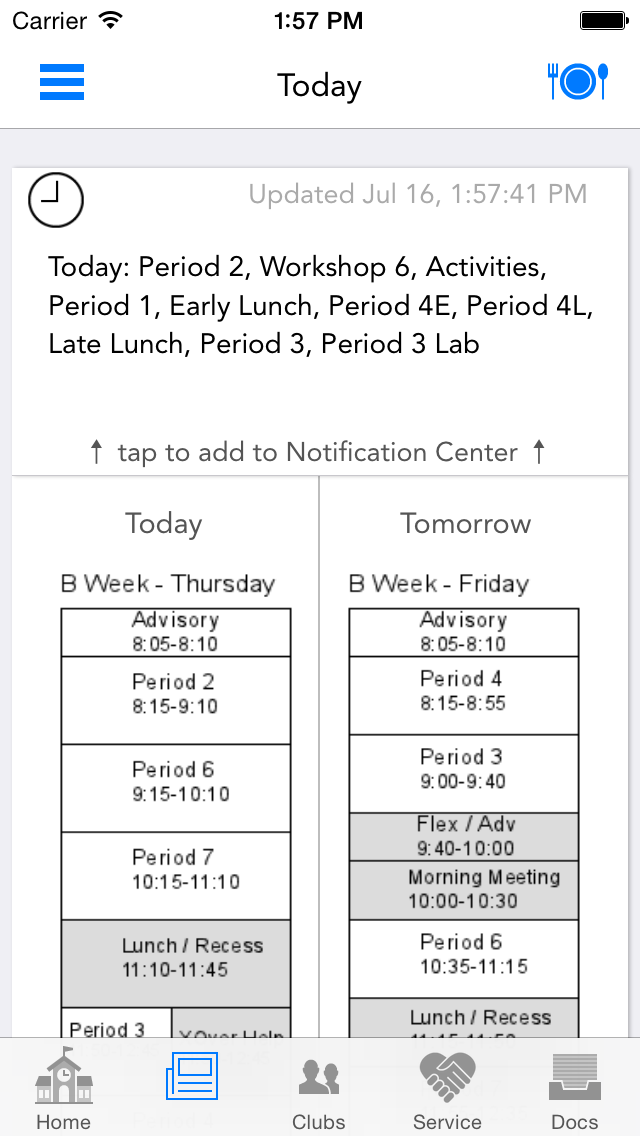 Carrier 1:57 PM
Today
Updated Jul 16, 1:57:41 PM
Today: Period 2, Workshop 6, Activities,
Period 1, Early Lunch, Period 4E, Period 4L,
Late Lunch, Period 3, Period 3 Lab
↑ tap to add to Notification Center ↑
Today
B Week - Thursday
Advisory
8:05-8:10
Period 2
8:15-9:10
Period 6
9:15-10:10
Period 7
10:15-11:10
Lunch / Recess
11:10-11:45
Period 3 XOver Help
Tomorrow
B Week - Friday
Advisory
8:05-8:10
Period 4
8:15-8:55
Period 3
9:00-9:40
Flex / Adv
9:40-10:00
Morning Meeting
10:00-10:30
Period 6
10:35-11:15
Lunch / Recess
Home Clubs Service Docs